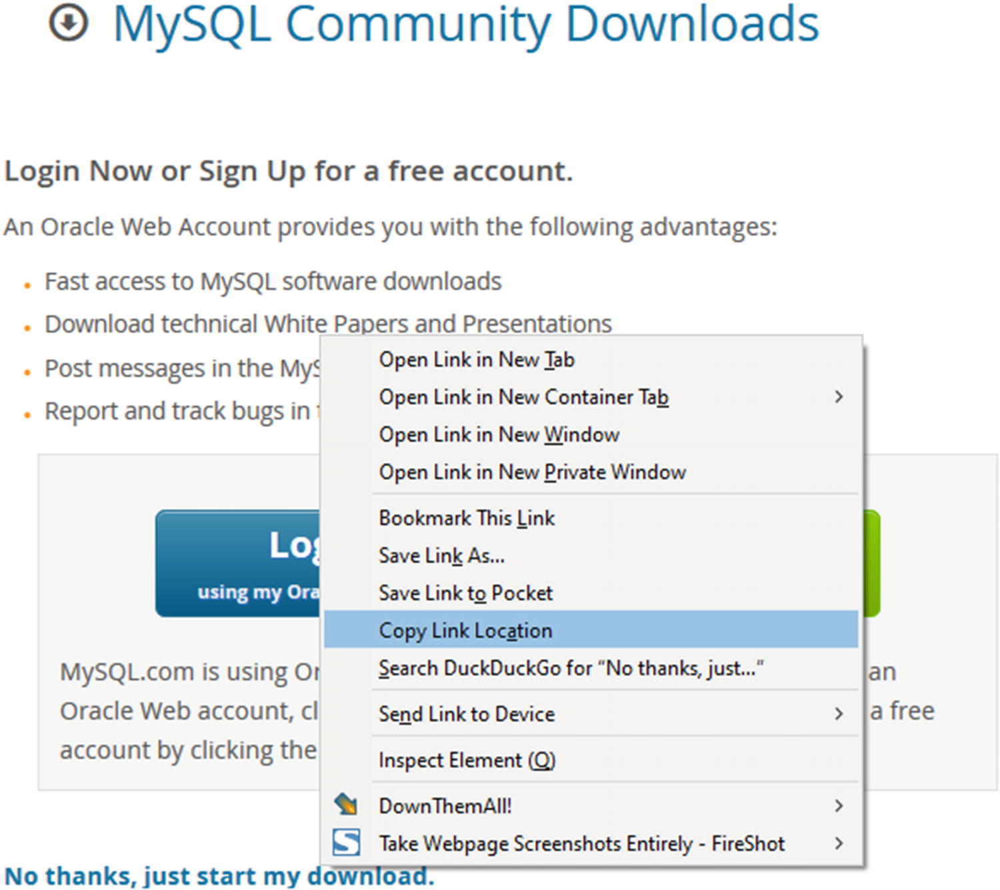 MySQL Community Downloads
Login Now or Sign Up for a free account.
An Oracle Web Account provides you with the following advantages:
• Fast access to MySQL software downloads
• Download technical White Papers and Presentations
• Post messages in the MyS
• Report and track bugs in
Log
using my Ora
MySQL.com is using Or an
Oracle Web account, cl a free
account by clicking the
Open Link in New Tab
Open Link in New Container Tab
Open Link in New Window
Open Link in New Private Window
Bookmark This Link
Save Link As...
Save Link to Pocket
Copy Link Location
Search DuckDuckGo for “No thanks, just...”
Send Link to Device
Inspect Element (Q)
DownThemAll!
Take Webpage Screenshots Entirely - FireShot
No thanks, just start my download.